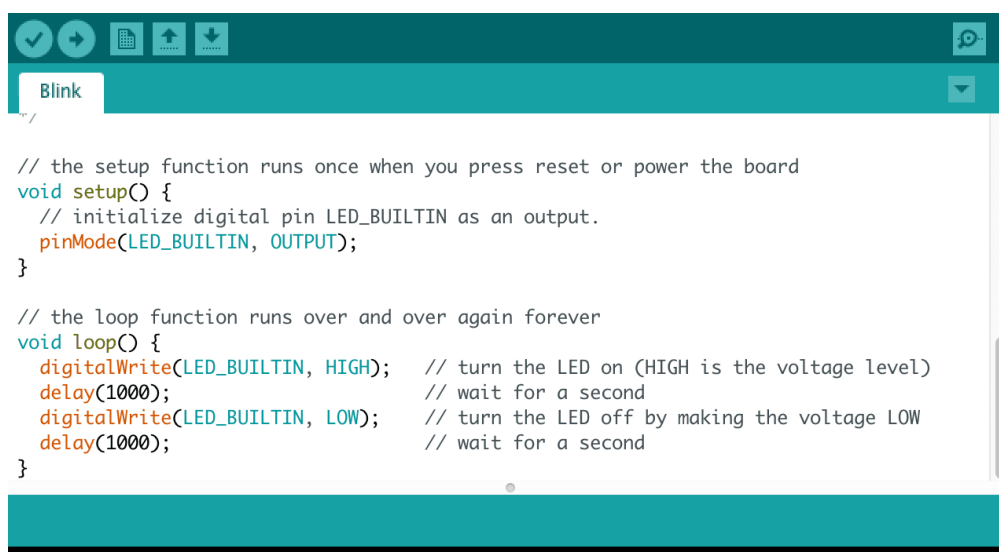 Blink
*/
// the setup function runs once when you press reset or power the board
void setup() {
  // initialize digital pin LED_BUILTIN as an output.
  pinMode(LED_BUILTIN, OUTPUT);
}
// the loop function runs over and over again forever
void loop() {
  digitalWrite(LED_BUILTIN, HIGH);   // turn the LED on (HIGH is the voltage level)
  delay(1000);                       // wait for a second
  digitalWrite(LED_BUILTIN, LOW);    // turn the LED off by making the voltage LOW
  delay(1000);                       // wait for a second
}